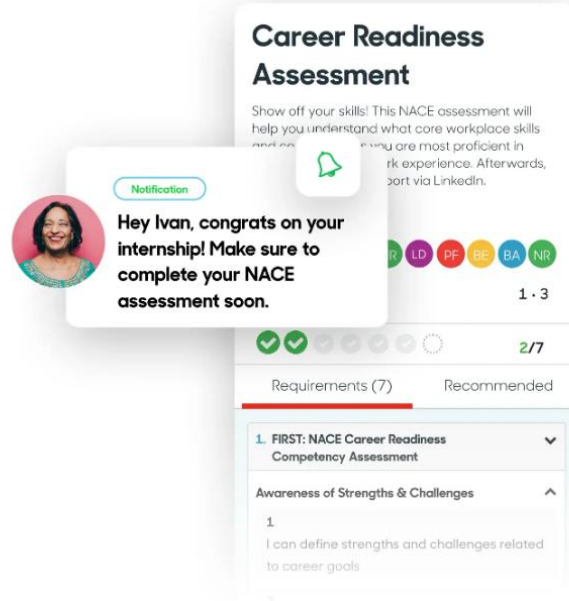 Career Readiness
Assessment
Show off your skills! This NACE assessment will
help you understand what core workplace skills
you are most proficient in
rk experience. Afterwards,
port via LinkedIn.
Notification
Hey Ivan, congrats on your
internship! Make sure to
complete your NACE
assessment soon.
R LD PF BE BA NR
1 · 3
2/7
Requirements (7) Recommended
1. FIRST: NACE Career Readiness
Competency Assessment
Awareness of Strengths & Challenges
1
I can define strengths and challenges related
to career goals